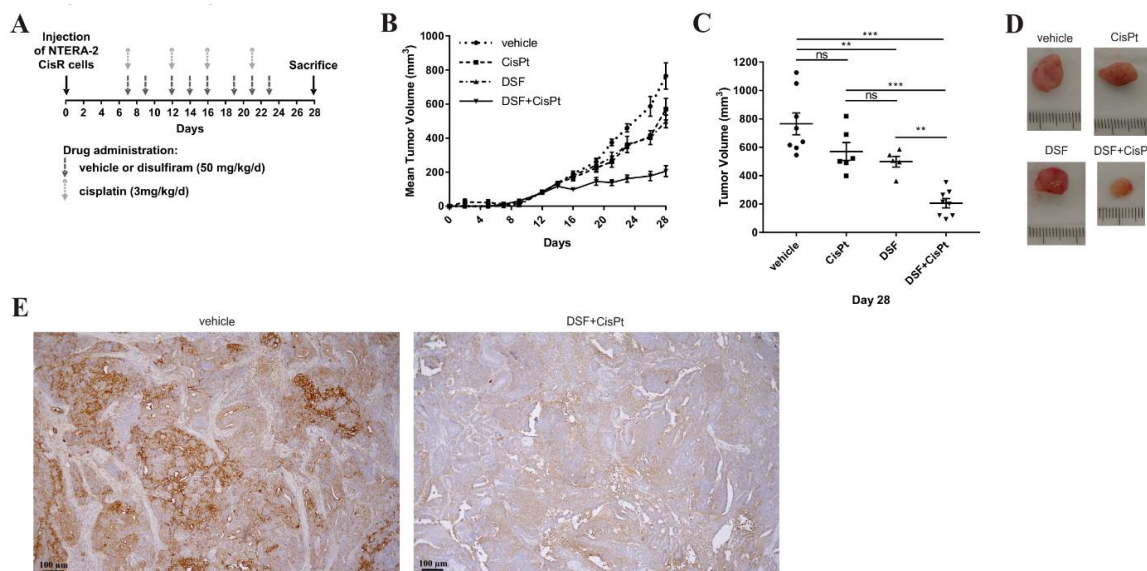 A
Injection
of NTERA-2
CisR cells
Sacrifice
0 2 4 6 8 10 12 14 16 18 20 22 24 26 28
Days
Drug administration:
vehicle or disulfiram (50 mg/kg/d)
cisplatin (3mg/kg/d)
B
Mean Tumor Volume (mm³)
1000
800
600
400
200
0
0 4 8 12 16 20 24 28
Days
vehicle
CisPt
DSF
DSF+CisPt
C
Tumor Volume (mm³)
1200
1000
800
600
400
200
0
***
**
ns
***
ns
**
vehicle
CisPt
DSF
DSF+CisPt
Day 28
D
vehicle
CisPt
DSF
DSF+CisP
E
vehicle
DSF+CisPt
100 µm
100 µm